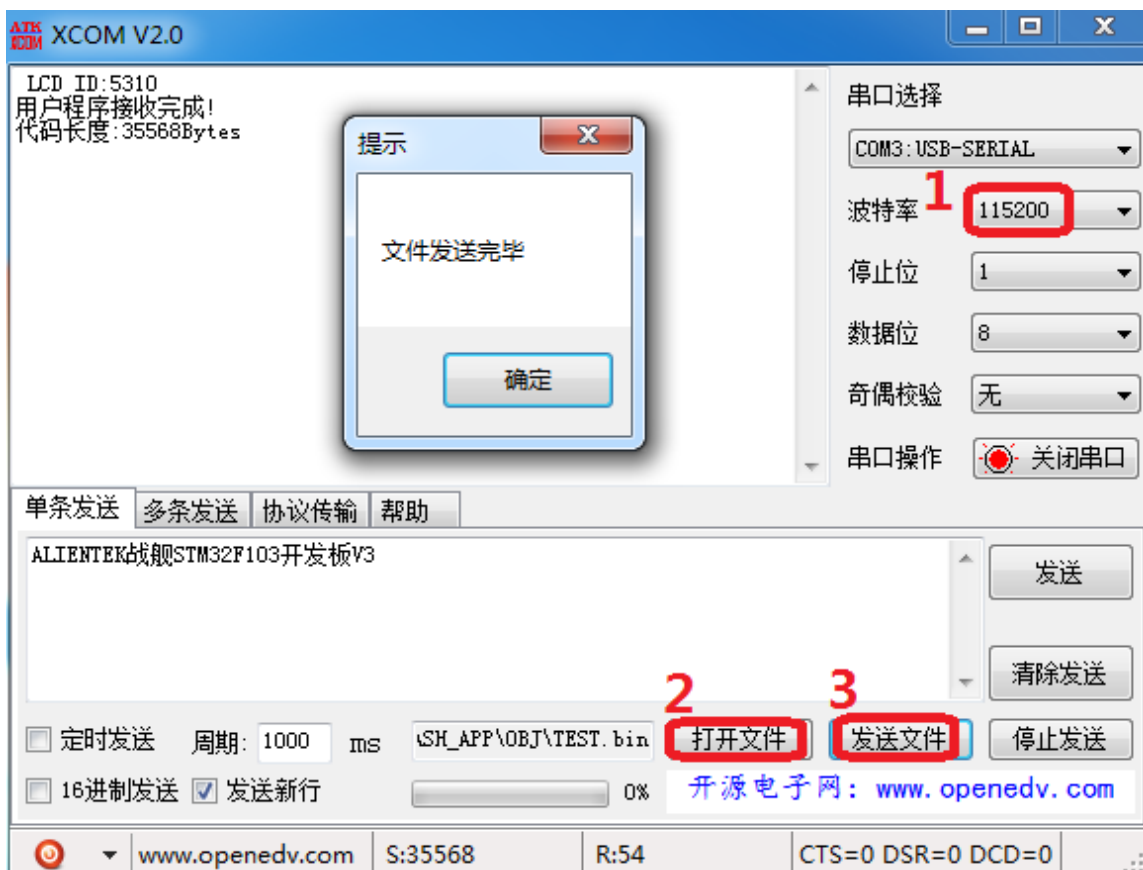 ATK XCOM XCOM V2.0
LCD ID:5310
用户程序接收完成!
代码长度:35568Bytes
提示
文件发送完毕
确定
串口选择
COM3:USB-SERIAL
波特率 1 115200
停止位 1
数据位 8
奇偶校验 无
串口操作 关闭串口
单条发送 多条发送 协议传输 帮助
ALIENTEK战舰STM32F103开发板V3
发送
清除发送
2 3
定时发送 周期: 1000 ms \SH_APP\OBJ\TEST.bin 打开文件 发送文件 停止发送
16进制发送 发送新行 0% 开源电子网: www.openedv.com
www.openedv.com S:35568 R:54 CTS=0 DSR=0 DCD=0